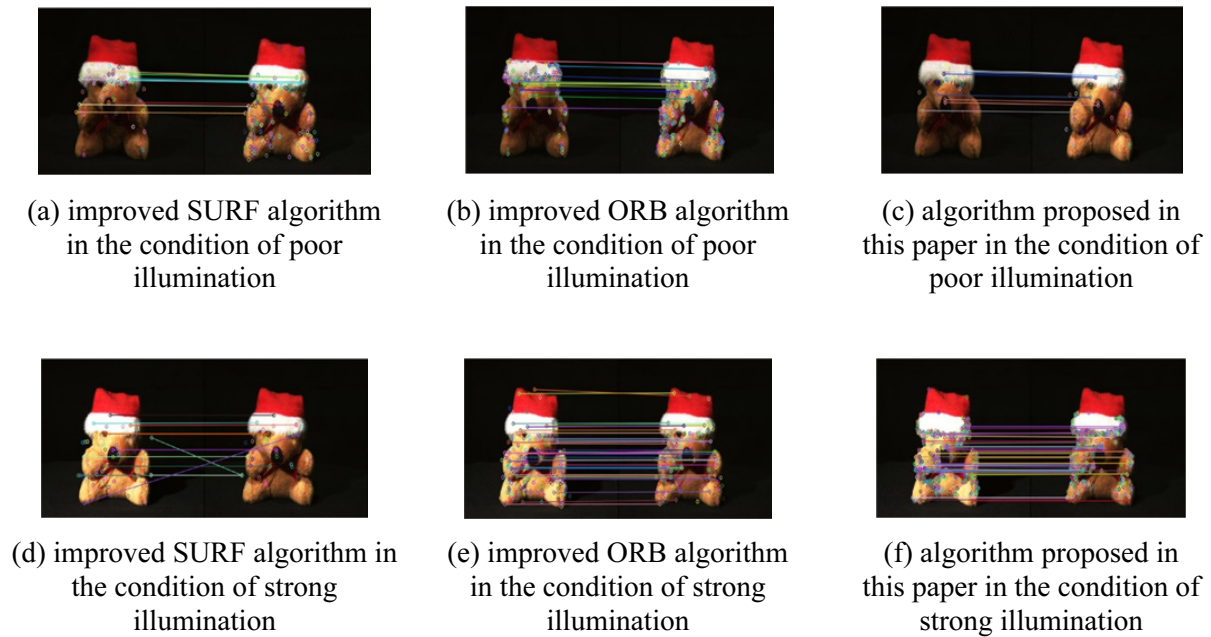 (a) improved SURF algorithm
in the condition of poor
illumination
(b) improved ORB algorithm
in the condition of poor
illumination
(c) algorithm proposed in
this paper in the condition of
poor illumination
(d) improved SURF algorithm in
the condition of strong
illumination
(e) improved ORB algorithm
in the condition of strong
illumination
(f) algorithm proposed in
this paper in the condition of
strong illumination